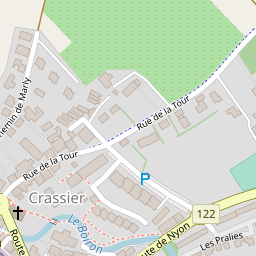 Chemin de Marly
Rue de la Tour
Rue de la Tour
P
Crassier
122
Le Boiron
Route
Route de Nyon
Les Pralies